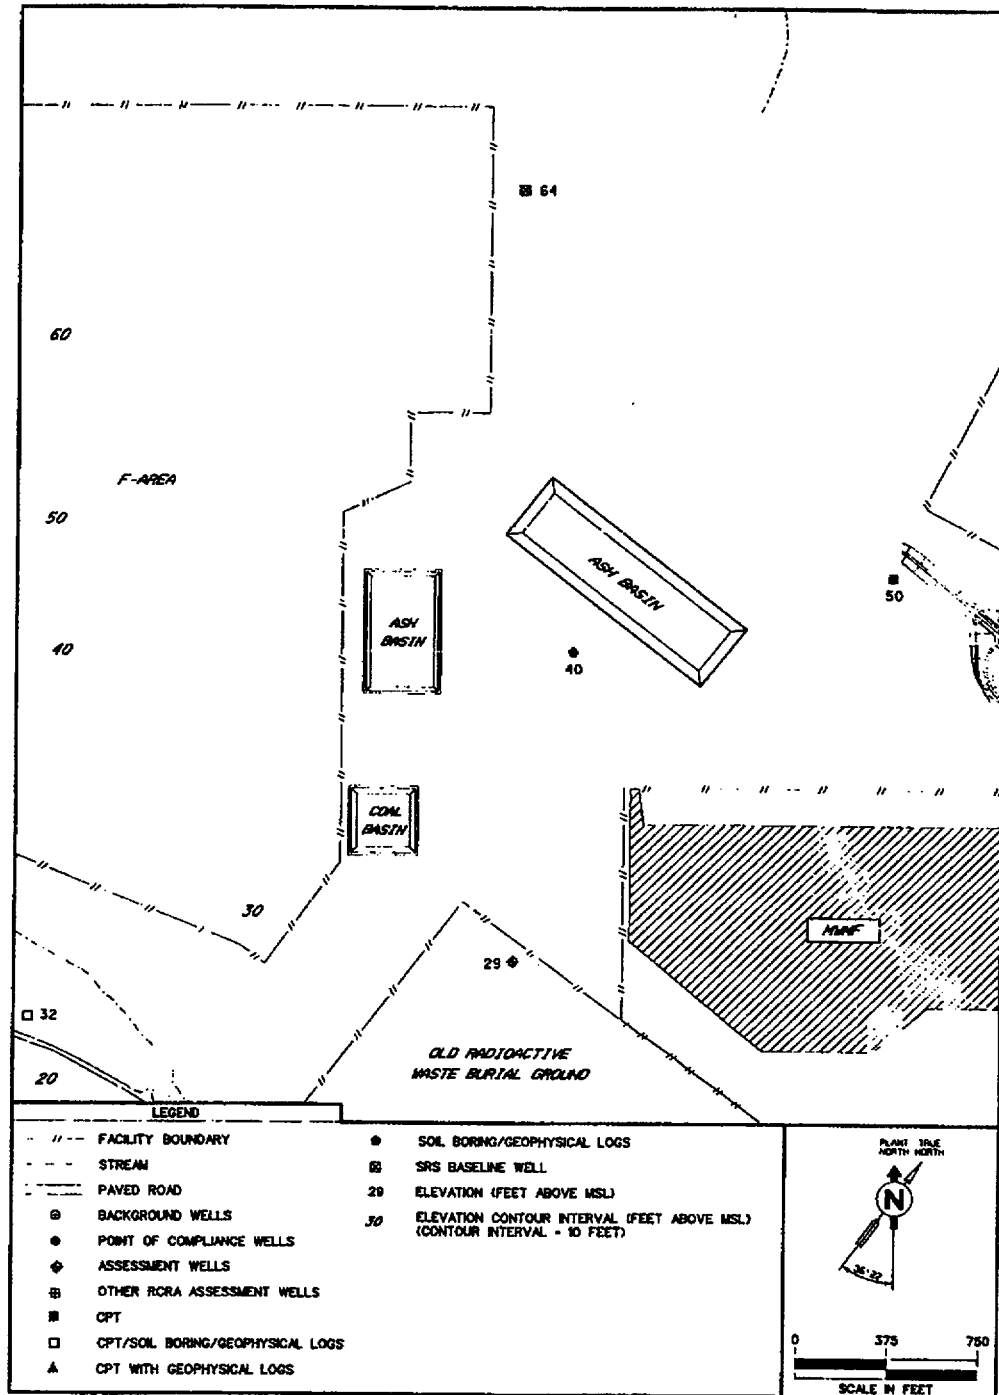 64
60
F-AREA
50
ASH BASIN
50
ASH
BASIN
40
40
COAL
BASIN
30
MWMF
29
32
OLD RADIOACTIVE
WASTE BURIAL GROUND
20
LEGEND
FACILITY BOUNDARY
STREAM
PAVED ROAD
BACKGROUND WELLS
POINT OF COMPLIANCE WELLS
ASSESSMENT WELLS
OTHER RCRA ASSESSMENT WELLS
CPT
CPT/SOIL BORING/GEOPHYSICAL LOGS
CPT WITH GEOPHYSICAL LOGS
SOIL BORING/GEOPHYSICAL LOGS
SRS BASELINE WELL
29 ELEVATION (FEET ABOVE MSL)
30 ELEVATION CONTOUR INTERVAL (FEET ABOVE MSL)
(CONTOUR INTERVAL = 10 FEET)
PLANT TRUE
NORTH NORTH
N
36°22'
0 375 750
SCALE IN FEET